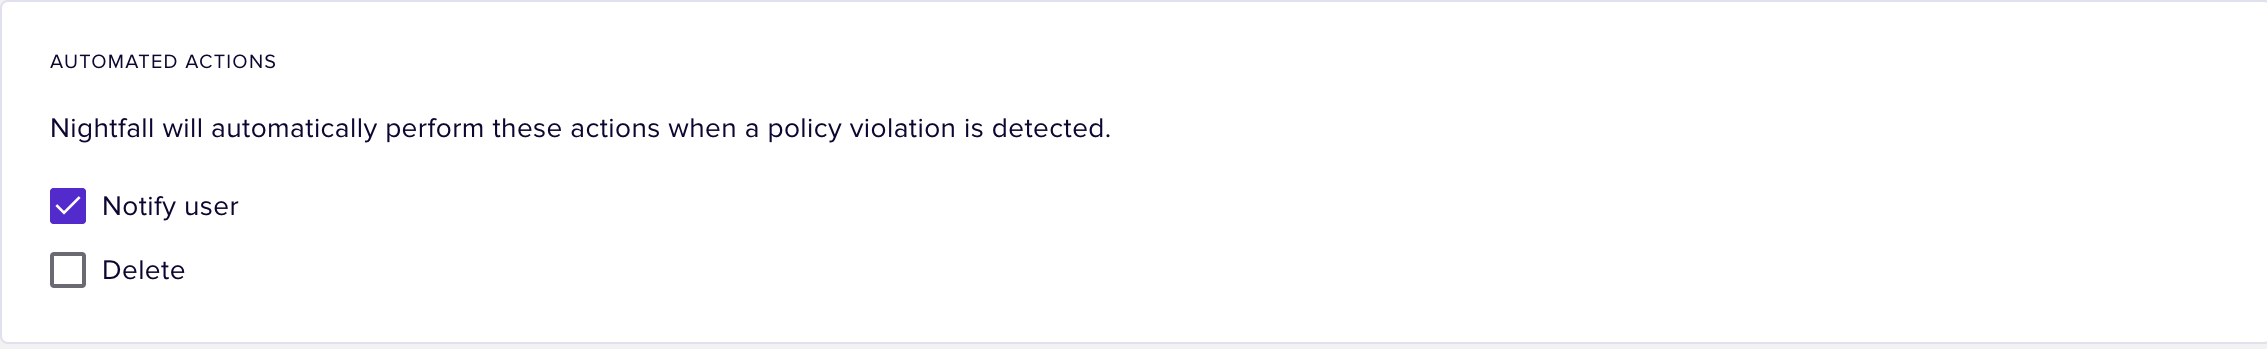 AUTOMATED ACTIONS
Nightfall will automatically perform these actions when a policy violation is detected.
Notify user
Delete